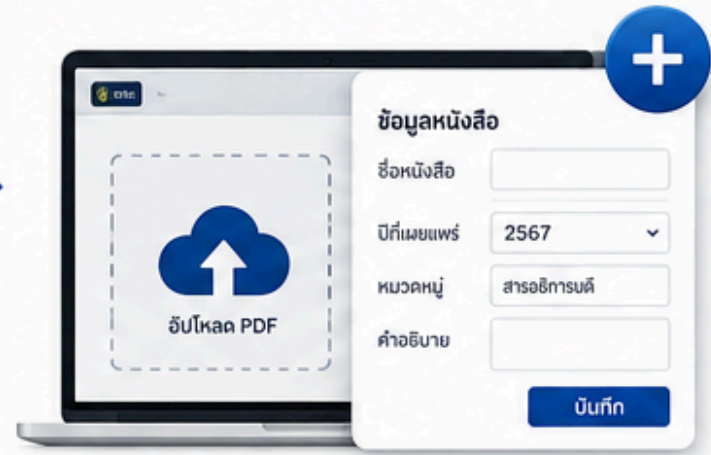 อัปโหลด PDF
ข้อมูลหนังสือ
ชื่อหนังสือ
ปีที่เผยแพร่ 2567
หมวดหมู่ สารอธิการบดี
คำอธิบาย
บันทึก